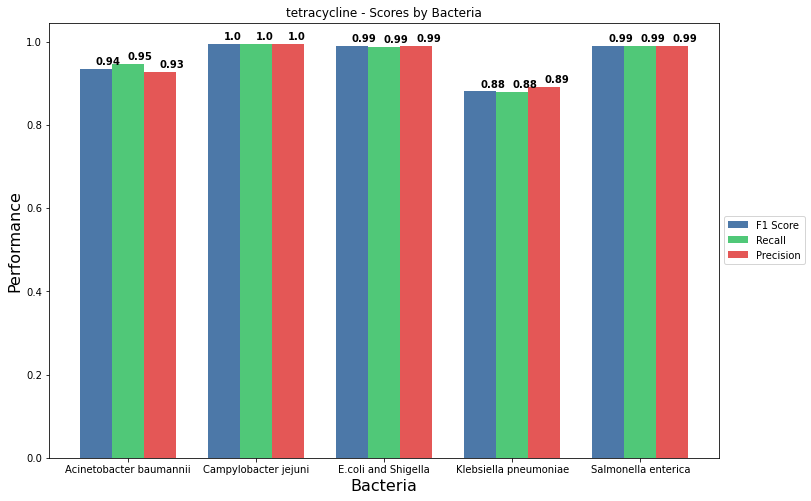 tetracycline - Scores by Bacteria
Performance
1.0
0.8
0.6
0.4
0.2
0.0
0.94 0.95 0.93
1.0 1.0 1.0
0.99 0.99 0.99
0.88 0.88 0.89
0.99 0.99 0.99
Acinetobacter baumannii Campylobacter jejuni E.coli and Shigella Klebsiella pneumoniae Salmonella enterica
Bacteria
F1 Score
Recall
Precision